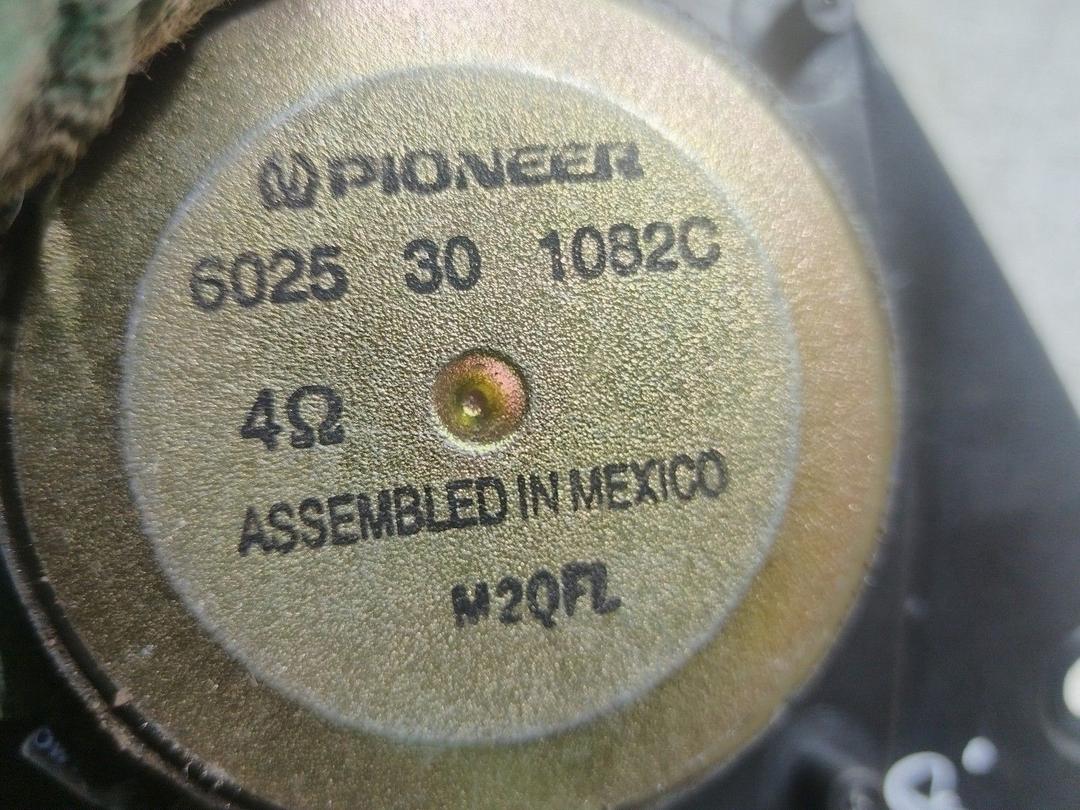 PIONEER
6025 30 1082C
4Ω
ASSEMBLED IN MEXICO
M2QFL